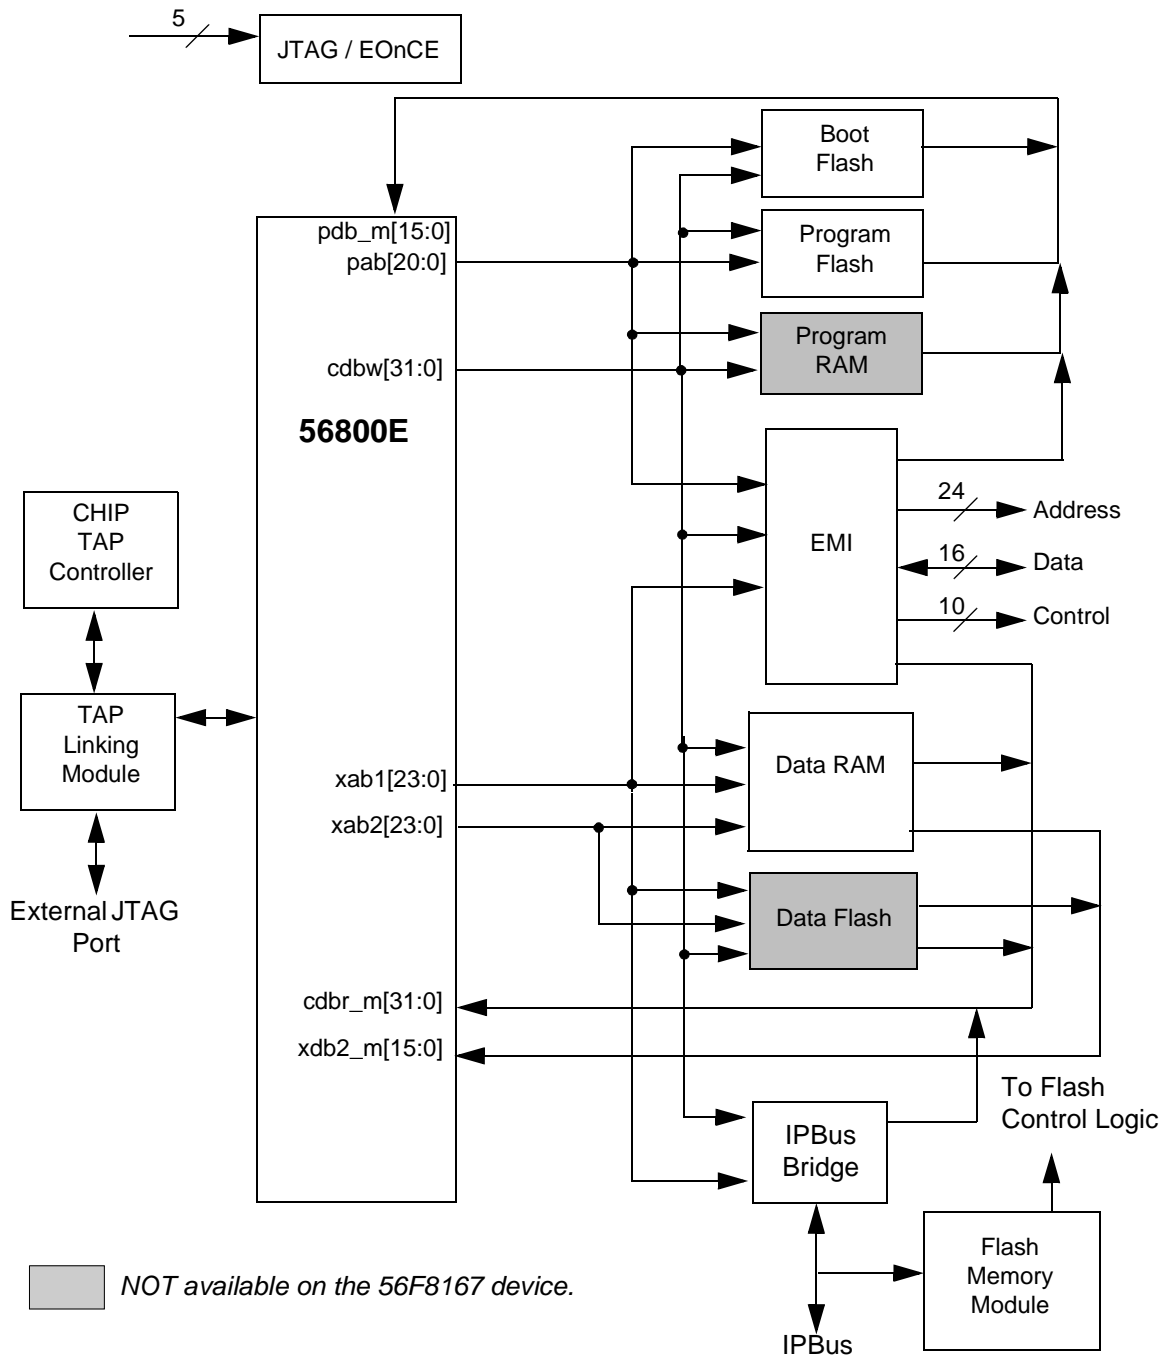 5
JTAG / EOnCE
Boot
Flash
pdb_m[15:0]
pab[20:0]
Program
Flash
Program
RAM
cdbw[31:0]
56800E
CHIP
TAP
Controller
EMI
24
Address
16
Data
10
Control
TAP
Linking
Module
External JTAG
Port
xab1[23:0]
xab2[23:0]
Data RAM
Data Flash
cdbr_m[31:0]
xdb2_m[15:0]
To Flash
Control Logic
IPBus
Bridge
Flash
Memory
Module
IPBus
NOT available on the 56F8167 device.